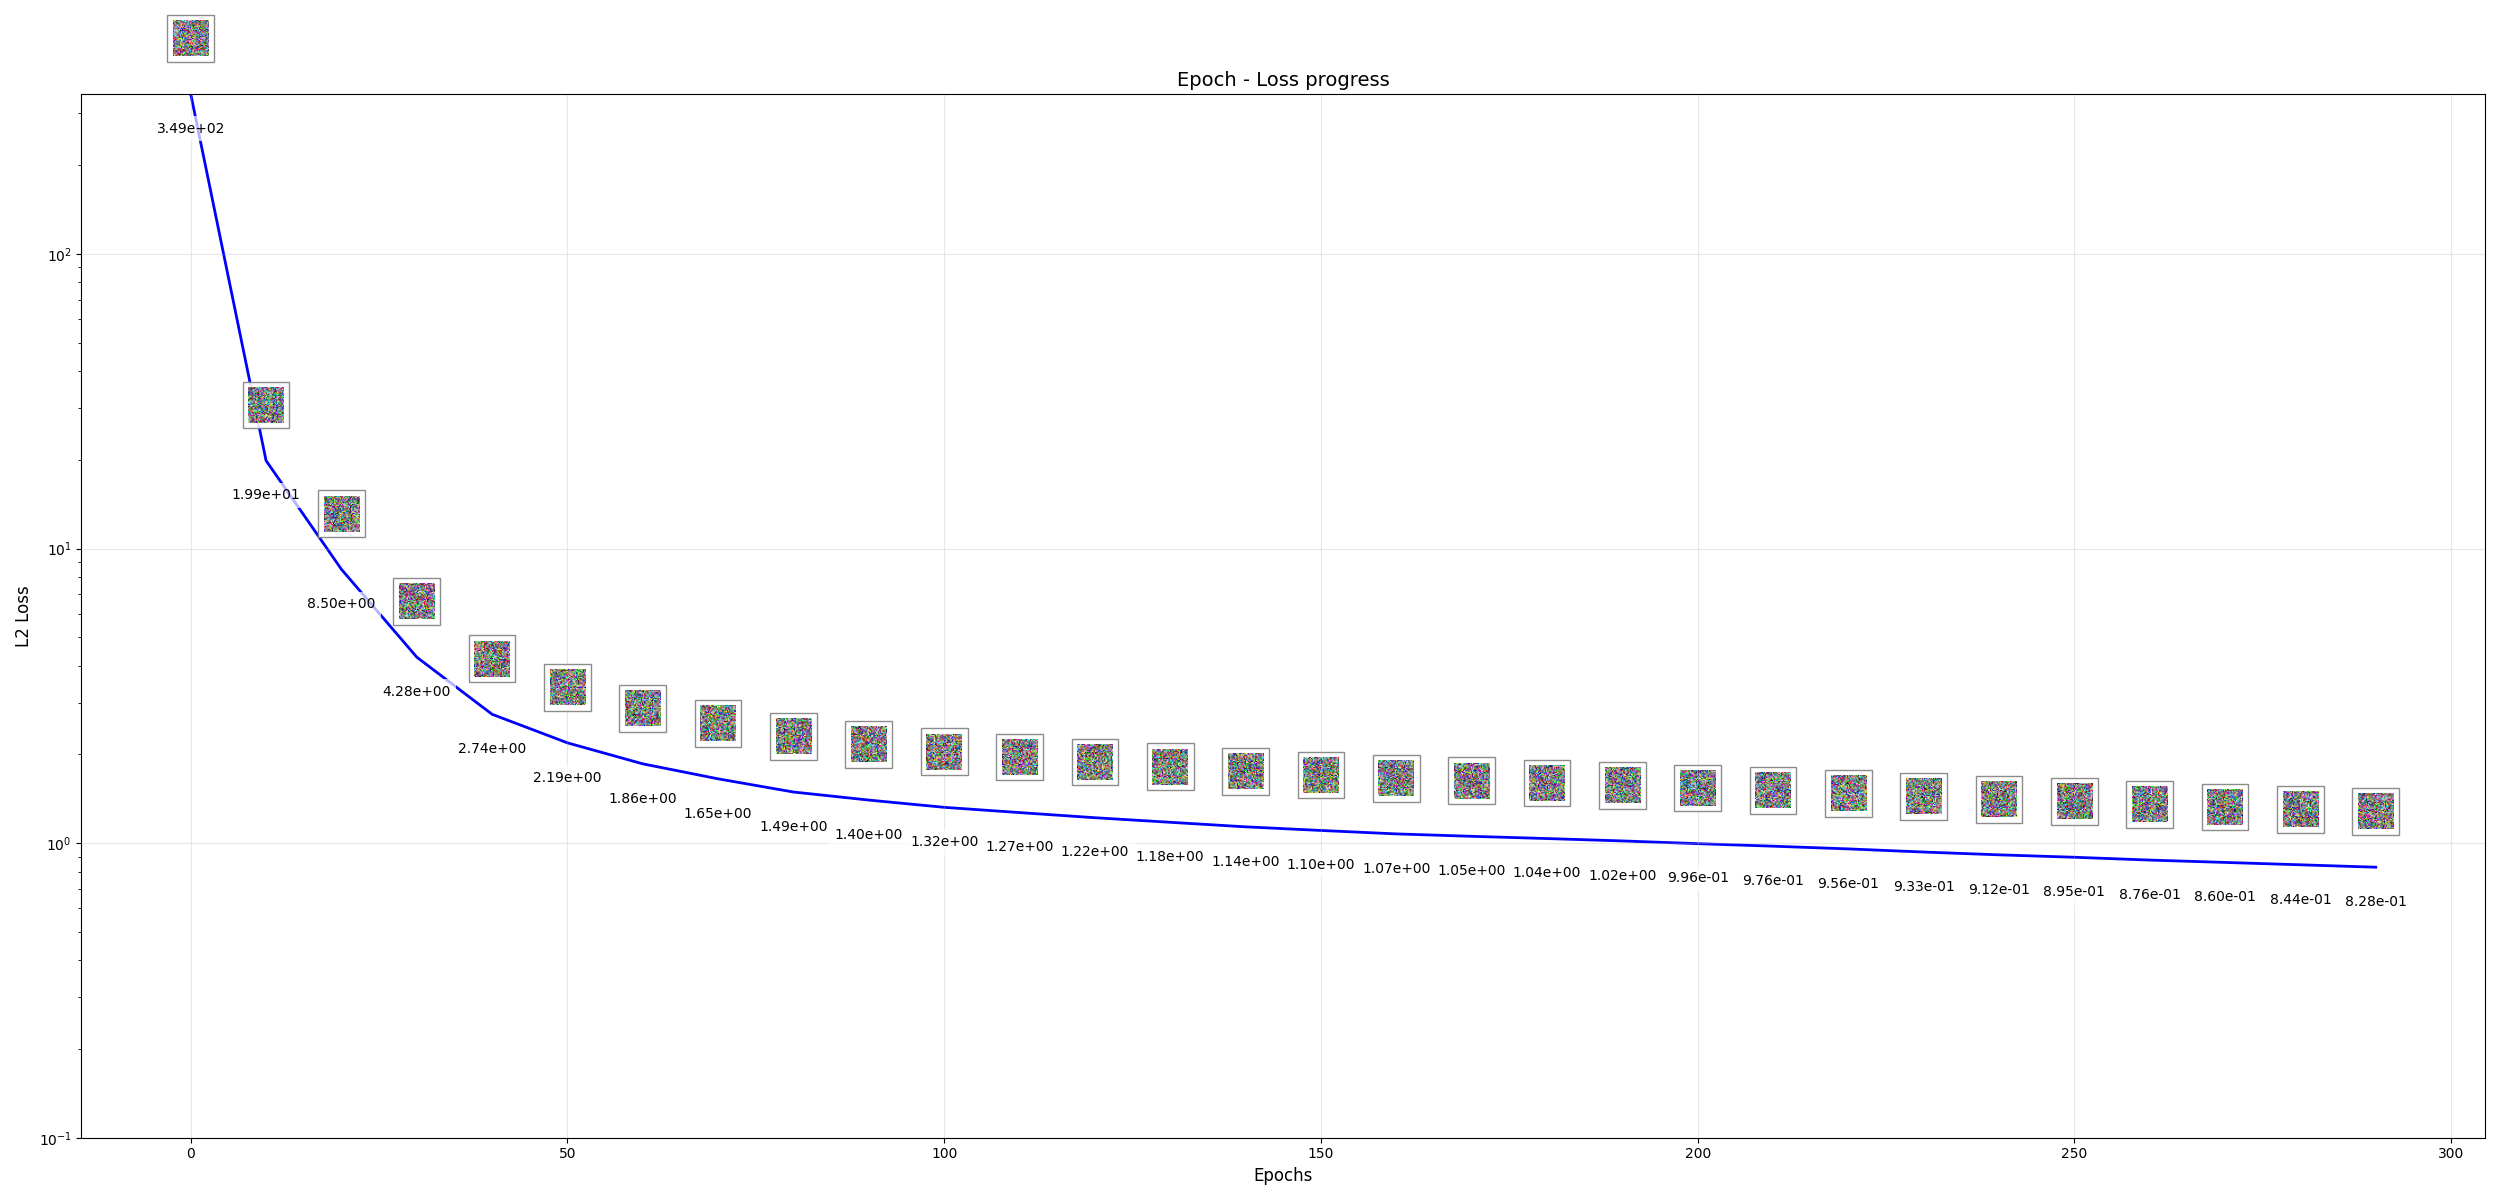 Epoch - Loss progress
L2 Loss
10²
10¹
10⁰
10⁻¹
3.49e+02
1.99e+01
8.50e+00
4.28e+00
2.74e+00
2.19e+00
1.86e+00
1.65e+00
1.49e+00
1.40e+00
1.32e+00
1.27e+00
1.22e+00
1.18e+00
1.14e+00
1.10e+00
1.07e+00
1.05e+00
1.04e+00
1.02e+00
9.96e-01
9.76e-01
9.56e-01
9.33e-01
9.12e-01
8.95e-01
8.76e-01
8.60e-01
8.44e-01
8.28e-01
0 50 100 150 200 250 300
Epochs